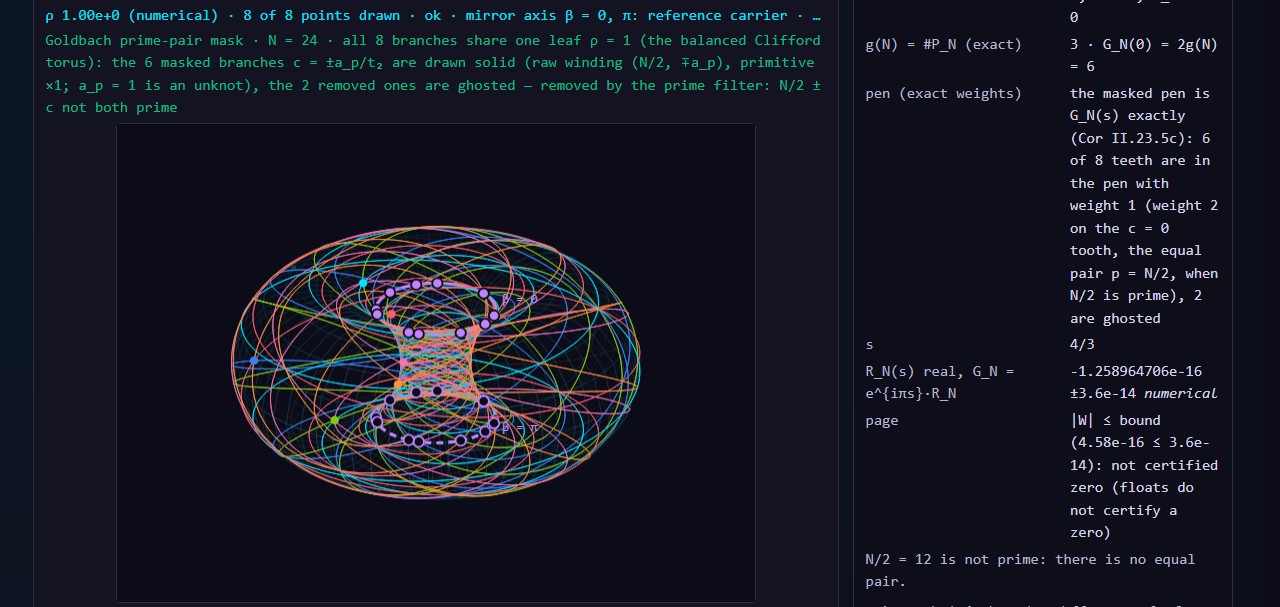 ρ 1.00e+0 (numerical) · 8 of 8 points drawn · ok · mirror axis β = 0, π: reference carrier · …
Goldbach prime-pair mask · N = 24 · all 8 branches share one leaf ρ = 1 (the balanced Clifford
torus): the 6 masked branches c = ±a_p/t₂ are drawn solid (raw winding (N/2, ∓a_p), primitive
×1; a_p = 1 is an unknot), the 2 removed ones are ghosted — removed by the prime filter: N/2 ±
c not both prime
β = 0
β = π
0
g(N) = #P_N (exact)
3 · G_N(0) = 2g(N)
= 6
pen (exact weights)
the masked pen is
G_N(s) exactly
(Cor II.23.5c): 6
of 8 teeth are in
the pen with
weight 1 (weight 2
on the c = 0
tooth, the equal
pair p = N/2, when
N/2 is prime), 2
are ghosted
s
4/3
R_N(s) real, G_N =
e^{iπs}·R_N
-1.258964706e-16
±3.6e-14 numerical
page
|W| ≤ bound
(4.58e-16 ≤ 3.6e-
14): not certified
zero (floats do
not certify a
zero)
N/2 = 12 is not prime: there is no equal
pair.